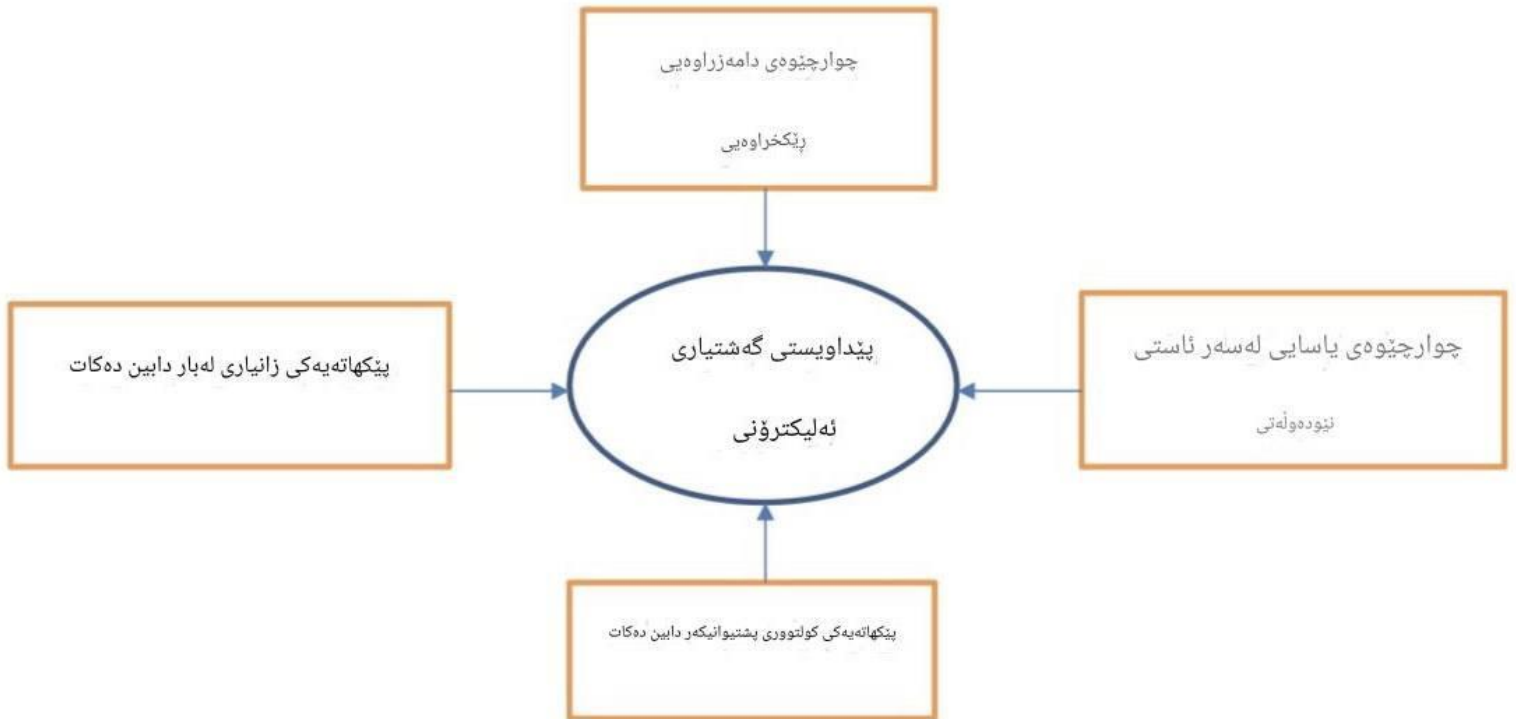 چوارچێوەی دامەزراوەیی
ڕێکخراوەیی
چوارچێوەی یاسایی لەسەر ئاستی
نێودەوڵەتی
پێداویستی گەشتیاری
ئەلیکترۆنی
پێکهاتەیەکی زانیاری لەبار دابین دەکات
پێکهاتەیەکی کولتووری پشتیوانیکەر دابین دەکات